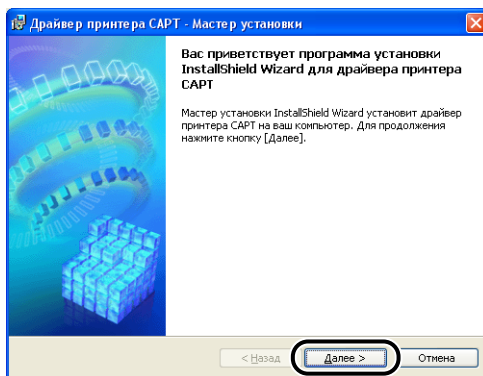 Драйвер принтера CAPT - Мастер установки
Вас приветствует программа установки
InstallShield Wizard для драйвера принтера
CAPT
Мастер установки InstallShield Wizard установит драйвер
принтера CAPT на ваш компьютер. Для продолжения
нажмите кнопку [Далее].
< Назад Далее > Отмена